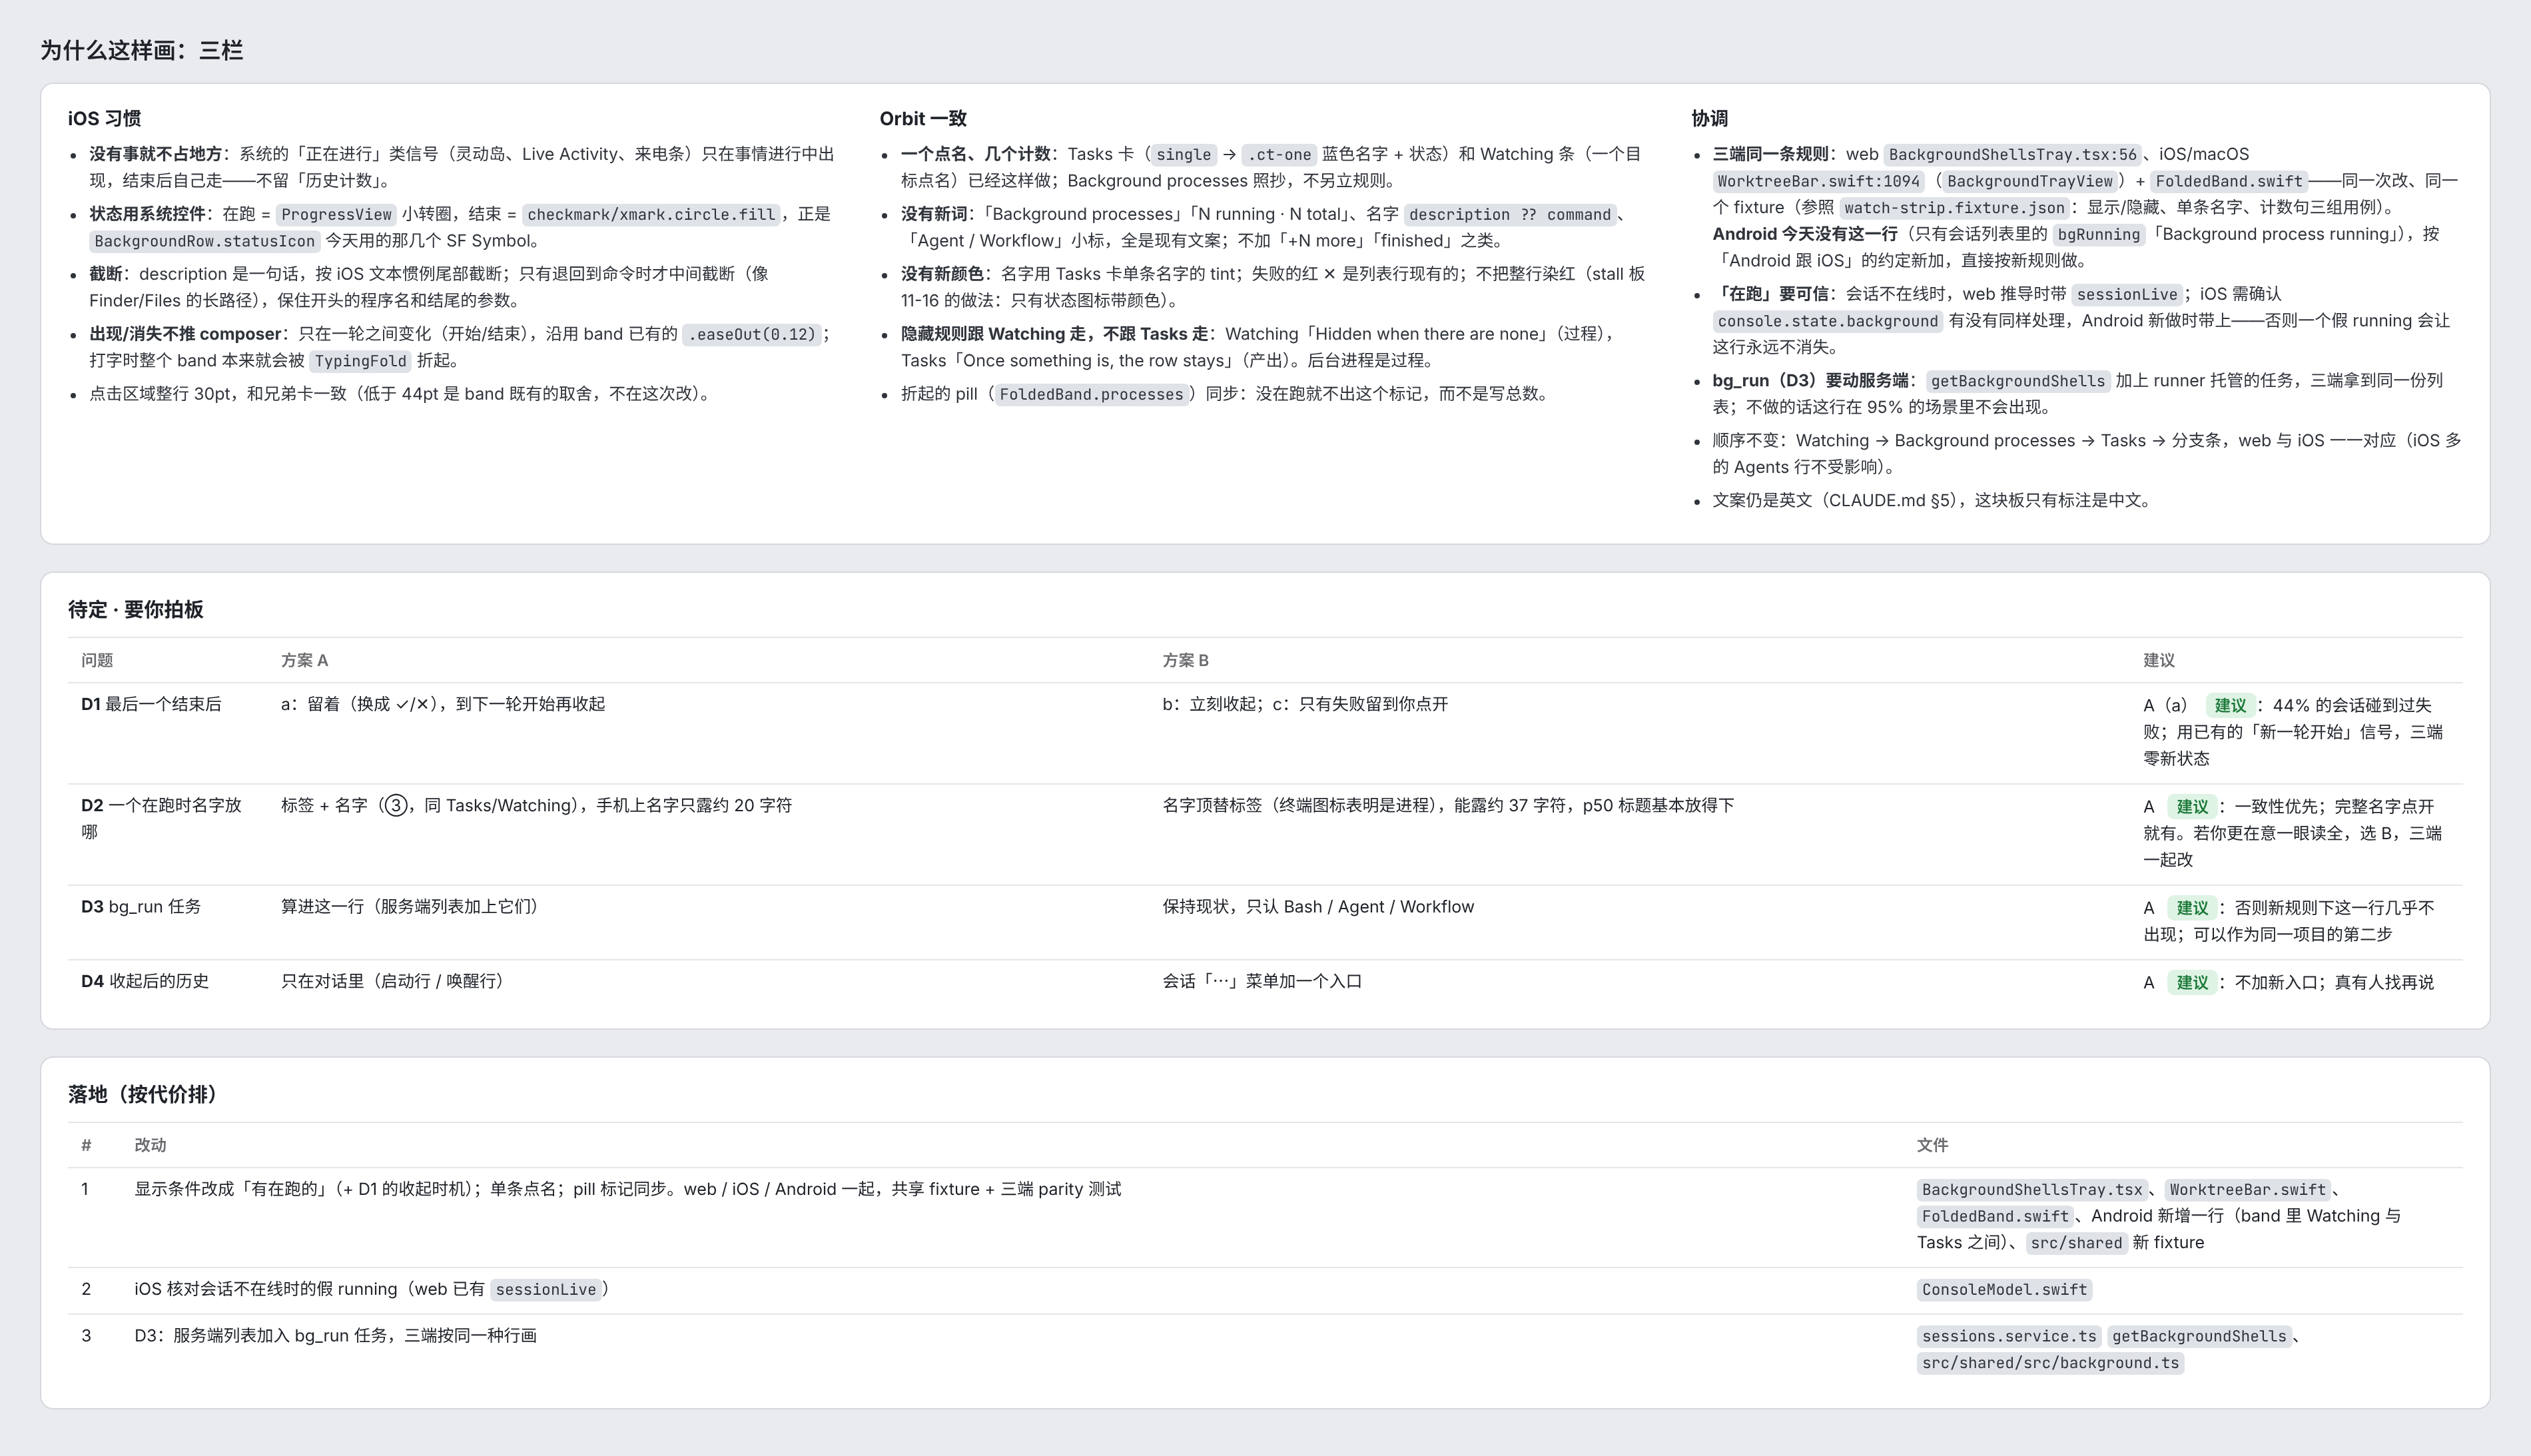 为什么这样画：三栏
iOS 习惯
• 没有事就不占地方：系统的「正在进行」类信号（灵动岛、Live Activity、来电条）只在事情进行中出
现，结束后自己走——不留「历史计数」。
• 状态用系统控件：在跑 = ProgressView 小转圈，结束 = checkmark/xmark.circle.fill，正是
BackgroundRow.statusIcon 今天用的那几个 SF Symbol。
• 截断：description 是一句话，按 iOS 文本惯例尾部截断；只有退回到命令时才中间截断（像
Finder/Files 的长路径），保住开头的程序名和结尾的参数。
• 出现/消失不推 composer：只在一轮之间变化（开始/结束），沿用 band 已有的 .easeOut(0.12)；
打字时整个 band 本来就会被 TypingFold 折起。
• 点击区域整行 30pt，和兄弟卡一致（低于 44pt 是 band 既有的取舍，不在这次改）。
Orbit 一致
• 一个点名、几个计数：Tasks 卡（single → .ct-one 蓝色名字 + 状态）和 Watching 条（一个目
标点名）已经这样做；Background processes 照抄，不另立规则。
• 没有新词：「Background processes」「N running · N total」、名字 description ?? command、
「Agent / Workflow」小标，全是现有文案；不加「+N more」「finished」之类。
• 没有新颜色：名字用 Tasks 卡单条名字的 tint；失败的红 ✕ 是列表行现有的；不把整行染红（stall 板
11-16 的做法：只有状态图标带颜色）。
• 隐藏规则跟 Watching 走，不跟 Tasks 走：Watching「Hidden when there are none」（过程），
Tasks「Once something is, the row stays」（产出）。后台进程是过程。
• 折起的 pill（FoldedBand.processes）同步：没在跑就不出这个标记，而不是写总数。
协调
• 三端同一条规则：web BackgroundShellsTray.tsx:56、iOS/macOS
WorktreeBar.swift:1094（BackgroundTrayView）+ FoldedBand.swift——同一次改、同一
个 fixture（参照 watch-strip.fixture.json：显示/隐藏、单条名字、计数句三组用例）。
Android 今天没有这一行（只有会话列表里的 bgRunning「Background process running」），按
「Android 跟 iOS」的约定新加，直接按新规则做。
• 「在跑」要可信：会话不在线时，web 推导时带 sessionLive；iOS 需确认
console.state.background 有没有同样处理，Android 新做时带上——否则一个假 running 会让
这行永远不消失。
• bg_run（D3）要动服务端：getBackgroundShells 加上 runner 托管的任务，三端拿到同一份列
表；不做的话这行在 95% 的场景里不会出现。
• 顺序不变：Watching → Background processes → Tasks → 分支条，web 与 iOS 一一对应（iOS 多
的 Agents 行不受影响）。
• 文案仍是英文（CLAUDE.md §5），这块板只有标注是中文。
待定 · 要你拍板
问题 方案 A 方案 B 建议
D1 最后一个结束后 a：留着（换成 ✓/✕），到下一轮开始再收起 b：立刻收起；c：只有失败留到你点开 A（a） 建议：44% 的会话碰到过失
败；用已有的「新一轮开始」信号，三端
零新状态
D2 一个在跑时名字放 标签 + 名字（③，同 Tasks/Watching），手机上名字只露约 20 字符 名字顶替标签（终端图标表明是进程），能露约 37 字符，p50 标题基本放得下 A 建议：一致性优先；完整名字点开
哪 就有。若你更在意一眼读全，选 B，三端
一起改
D3 bg_run 任务 算进这一行（服务端列表加上它们） 保持现状，只认 Bash / Agent / Workflow A 建议：否则新规则下这一行几乎不
出现；可以作为同一项目的第二步
D4 收起后的历史 只在对话里（启动行 / 唤醒行） 会话「⋯」菜单加一个入口 A 建议：不加新入口；真有人找再说
落地（按代价排）
# 改动 文件
1 显示条件改成「有在跑的」（+ D1 的收起时机）；单条点名；pill 标记同步。web / iOS / Android 一起，共享 fixture + 三端 parity 测试 BackgroundShellsTray.tsx、WorktreeBar.swift、
FoldedBand.swift、Android 新增一行（band 里 Watching 与
Tasks 之间）、src/shared 新 fixture
2 iOS 核对会话不在线时的假 running（web 已有 sessionLive） ConsoleModel.swift
3 D3：服务端列表加入 bg_run 任务，三端按同一种行画 sessions.service.ts getBackgroundShells、
src/shared/src/background.ts